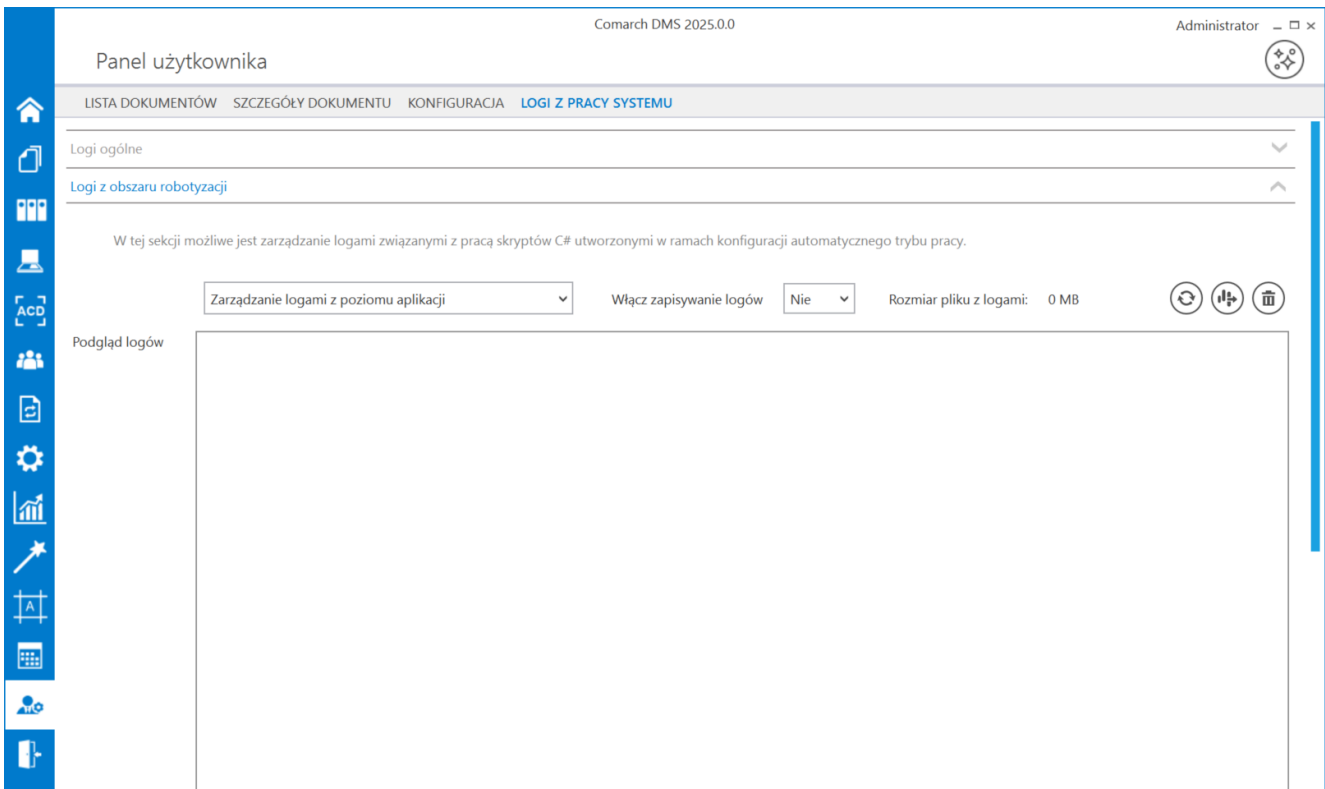 Comarch DMS 2025.0.0
Administrator
Panel użytkownika
LISTA DOKUMENTÓW SZCZEGÓŁY DOKUMENTU KONFIGURACJA LOGI Z PRACY SYSTEMU
Logi ogólne
Logi z obszaru robotyzacji
W tej sekcji możliwe jest zarządzanie logami związanymi z pracą skryptów C# utworzonymi w ramach konfiguracji automatycznego trybu pracy.
Zarządzanie logami z poziomu aplikacji Włącz zapisywanie logów Nie Rozmiar pliku z logami: 0 MB
Podgląd logów
ACD
A